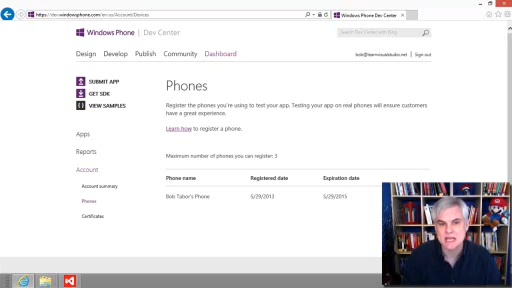 https://dev.windowsphone.com/en-us/Account/Devices
Windows Phone Dev Center
Windows Phone | Dev Center
Search Dev Center with Bing
Design Develop Publish Community Dashboard
bob@learnvisualstudio.net | Sign out
SUBMIT APP
GET SDK
VIEW SAMPLES
Apps
Reports
Account
Account summary
Phones
Certificates
Phones
Register the phones you're using to test your app. Testing your app on real phones will ensure customers
have a great experience.
Learn how to register a phone.
Maximum number of phones you can register: 3
Phone name Registered date Expiration date
Bob Tabor's Phone 5/29/2013 5/29/2015